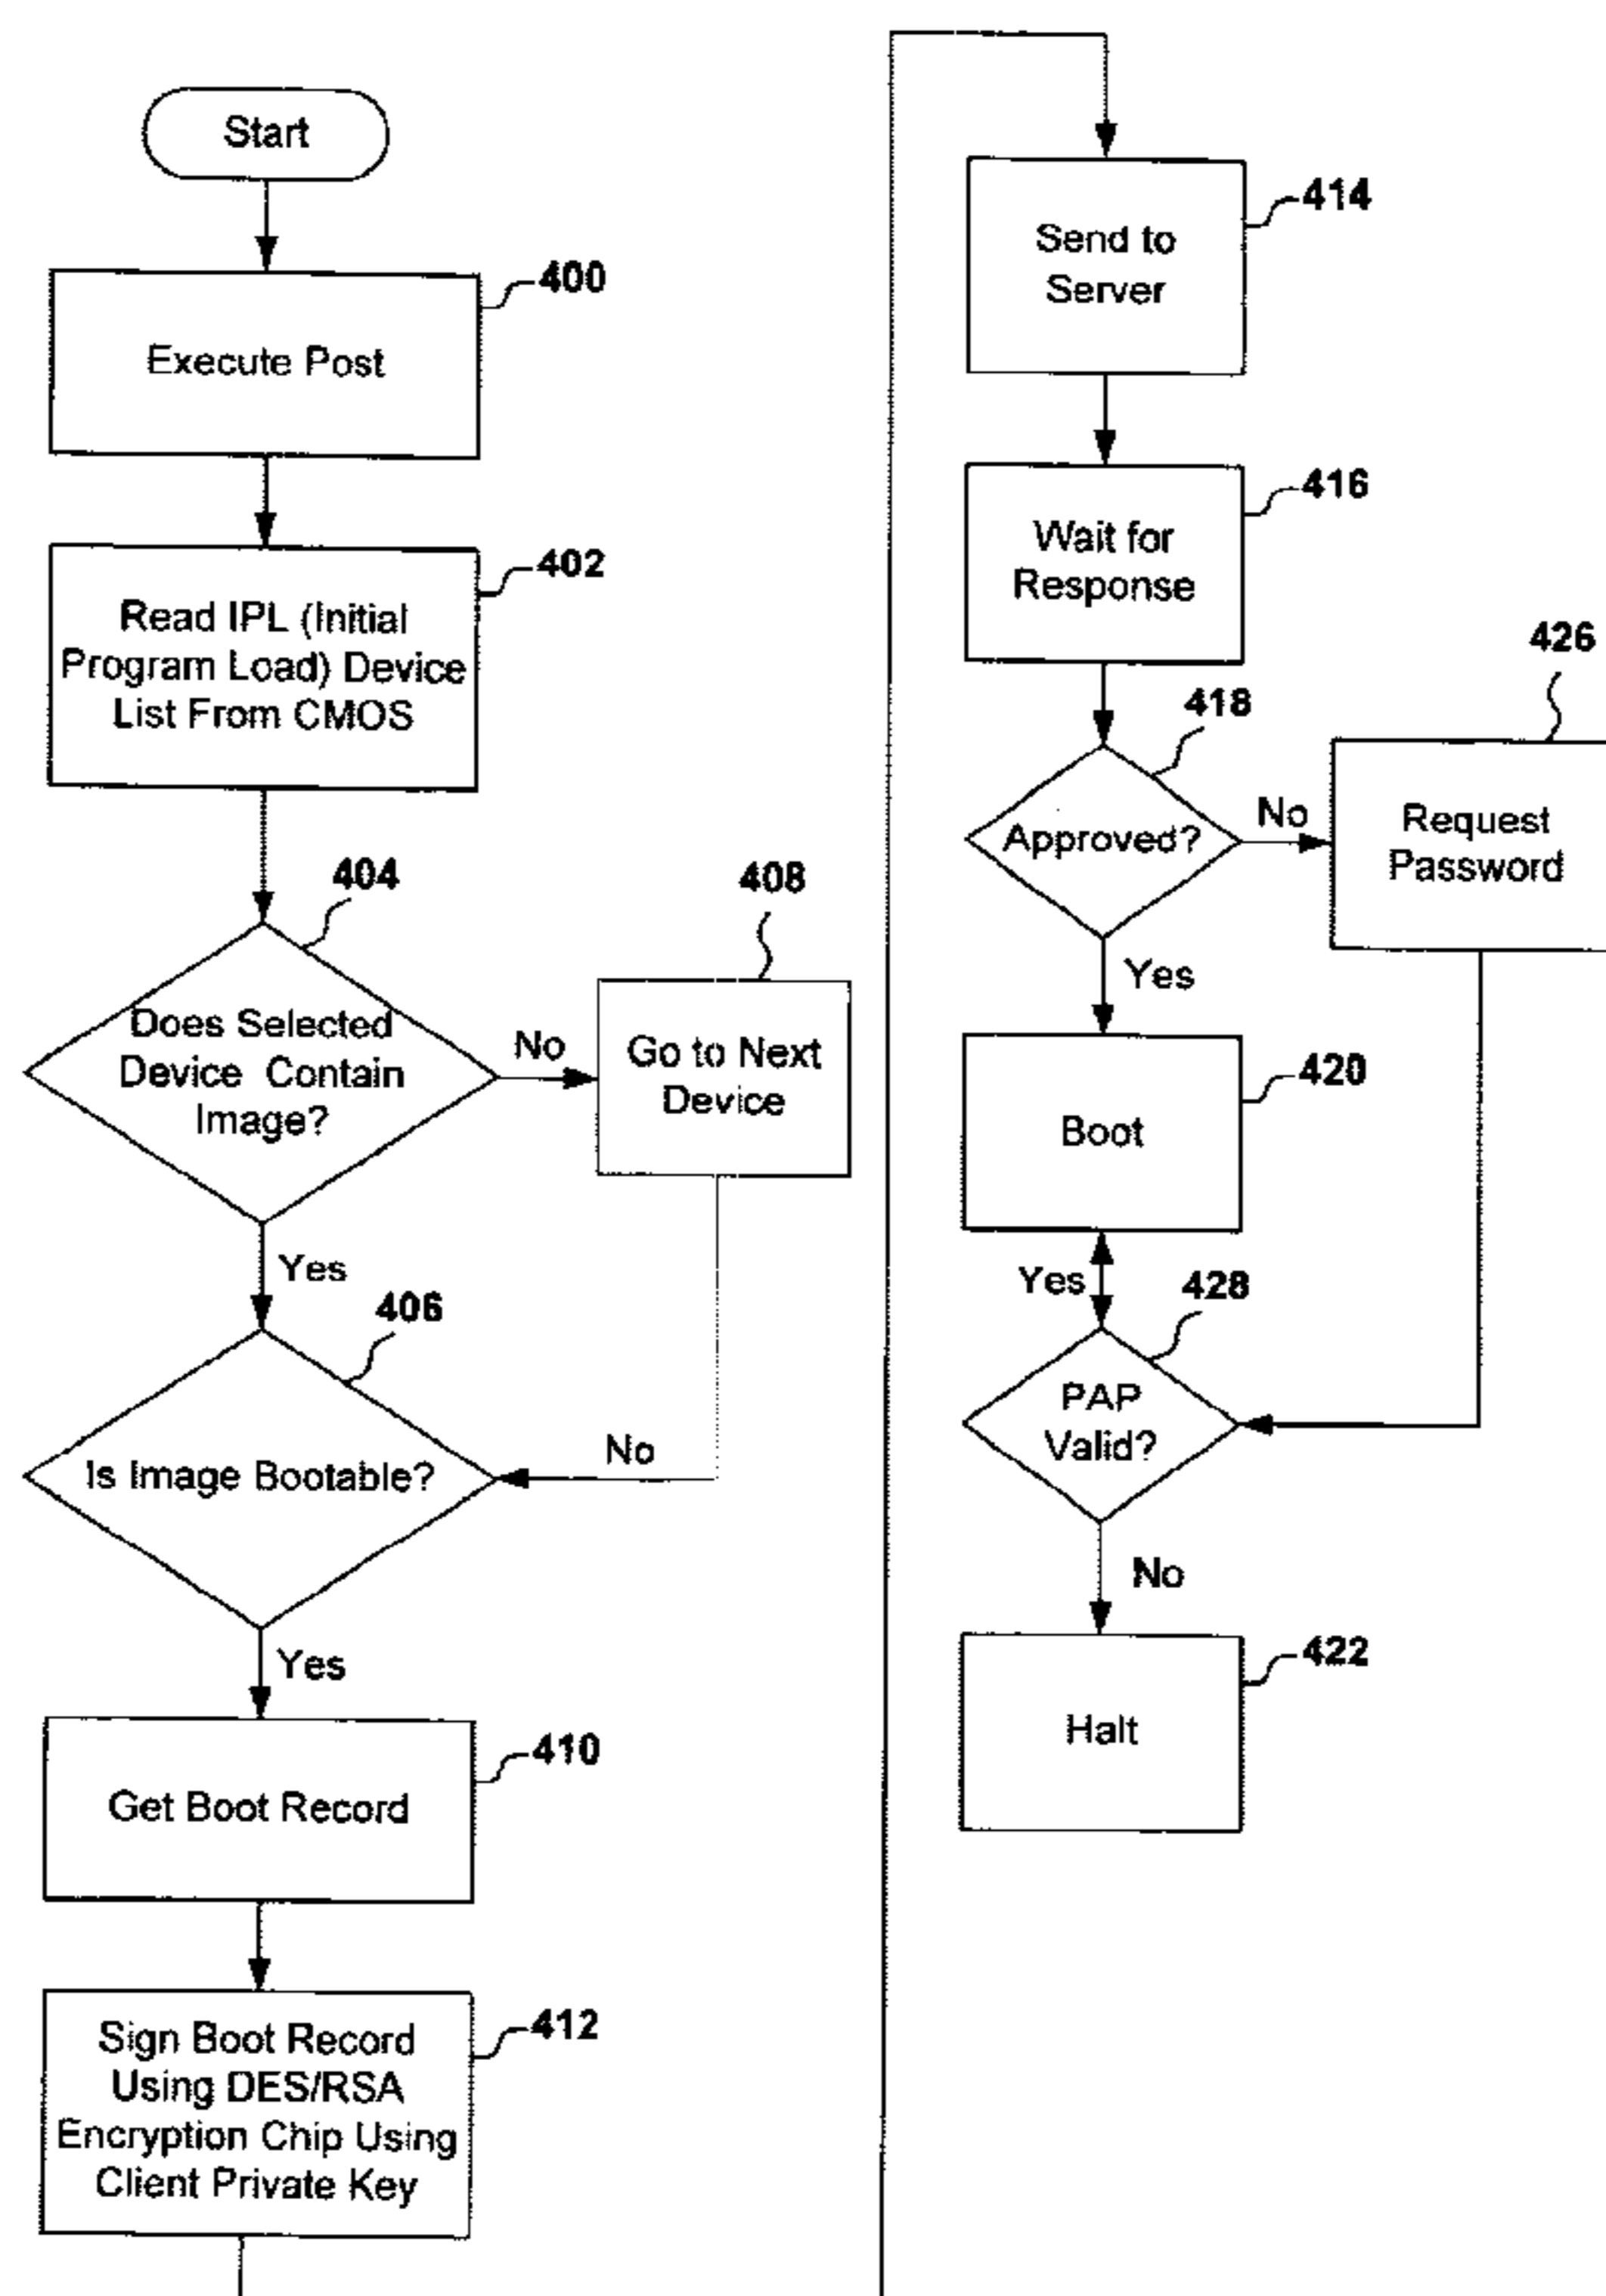 Start
400
Execute Post
402
Read IPL (Initial
Program Load) Device
List From CMOS
404
408
Does Selected
Device Contain
Image?
No
Go to Next
Device
Yes
406
Is Image Bootable?
No
Yes
410
Get Boot Record
412
Sign Boot Record
Using DES/RSA
Encryption Chip Using
Client Private Key
414
Send to
Server
416
Wait for
Response
418
426
Approved?
No
Request
Password
Yes
420
Boot
Yes
428
PAP
Valid?
No
422
Halt